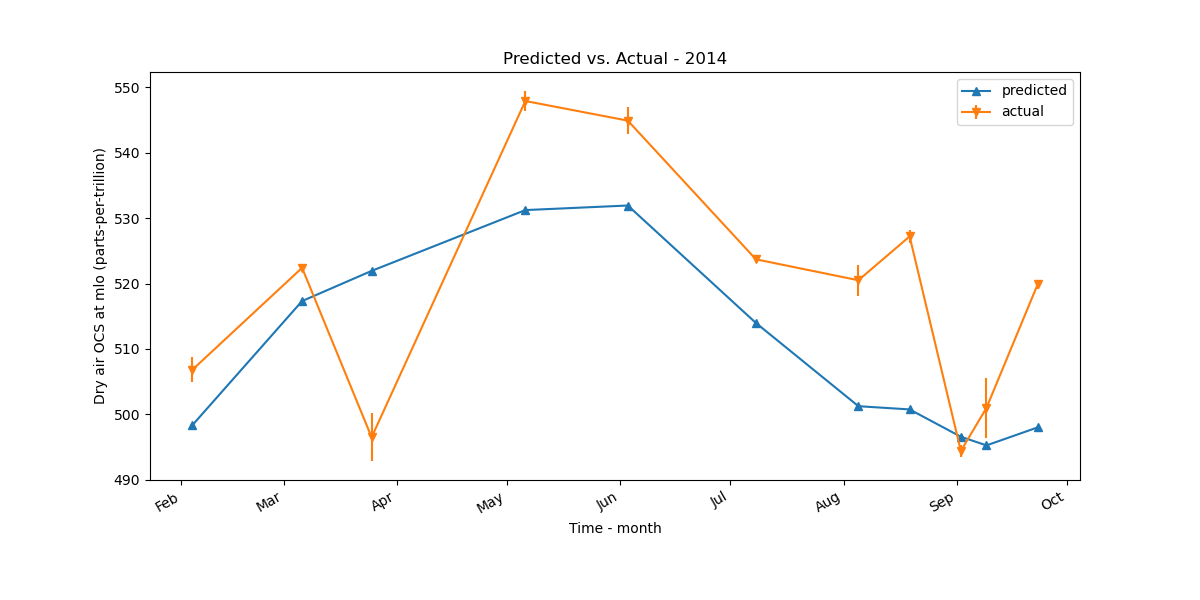 Predicted vs. Actual - 2014
predicted
actual
Dry air OCS at mlo (parts-per-trillion)
550
540
530
520
510
500
490
Feb
Mar
Apr
May
Jun
Jul
Aug
Sep
Oct
Time - month